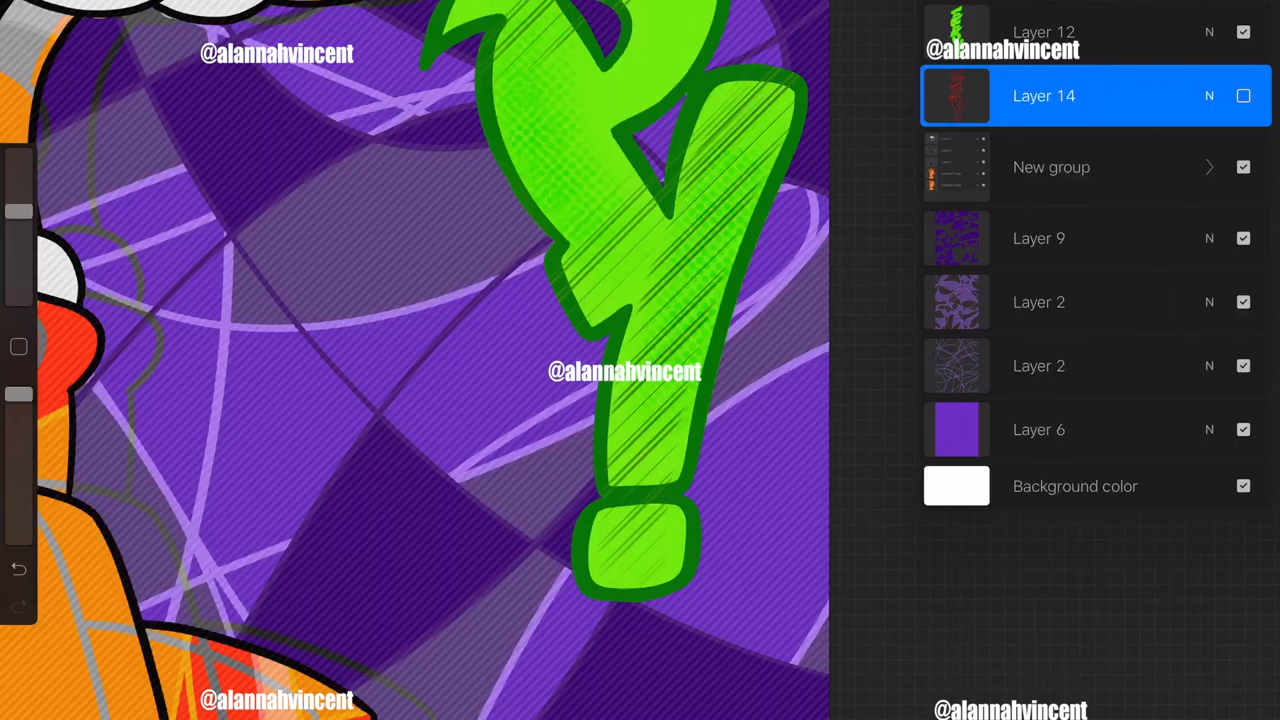 Layer 12 N
@alannahvincent
@alannahvincent
Layer 14 N
New group
Layer 9 N
Layer 2 N
@alannahvincent
Layer 2 N
Layer 6 N
Background color
@alannahvincent
@alannahvincent